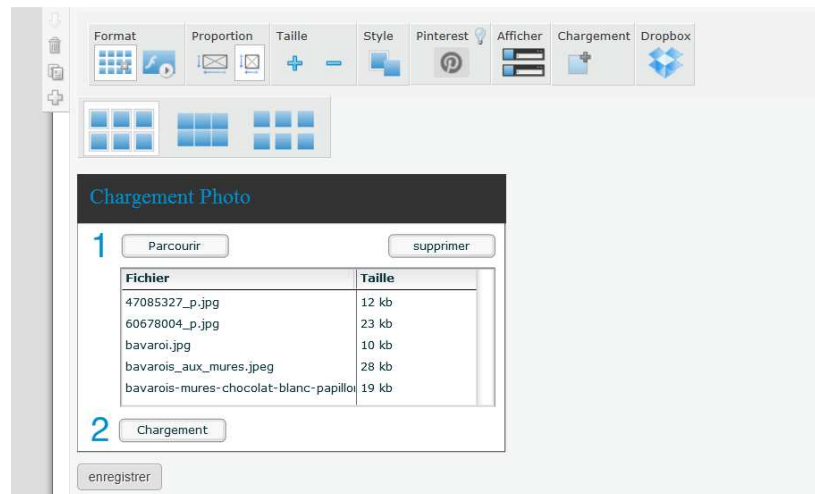 Format Proportion Taille Style Pinterest Afficher Chargement Dropbox
Chargement Photo
1 Parcourir supprimer
Fichier Taille
47085327_p.jpg 12 kb
60678004_p.jpg 23 kb
bavaroi.jpg 10 kb
bavarois_aux_mures.jpeg 28 kb
bavarois-mures-chocolat-blanc-papillo 19 kb
2 Chargement
enregistrer